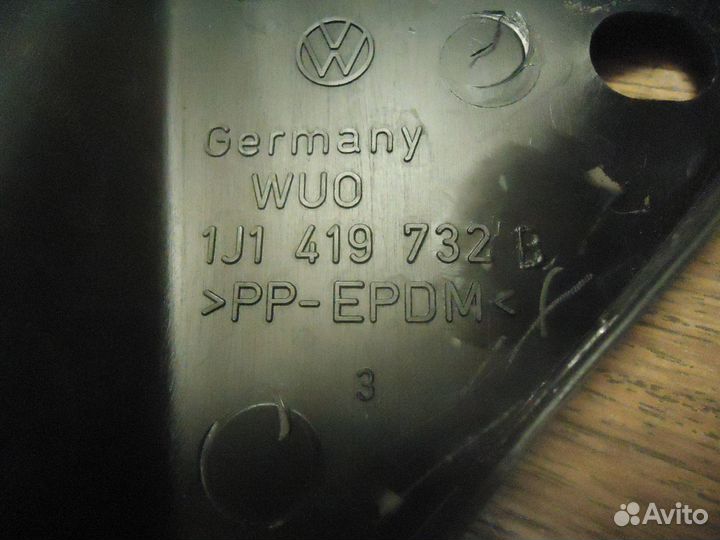 Germany
WUO
1J1 419 732 B
>PP-EPDM<
3
Avito